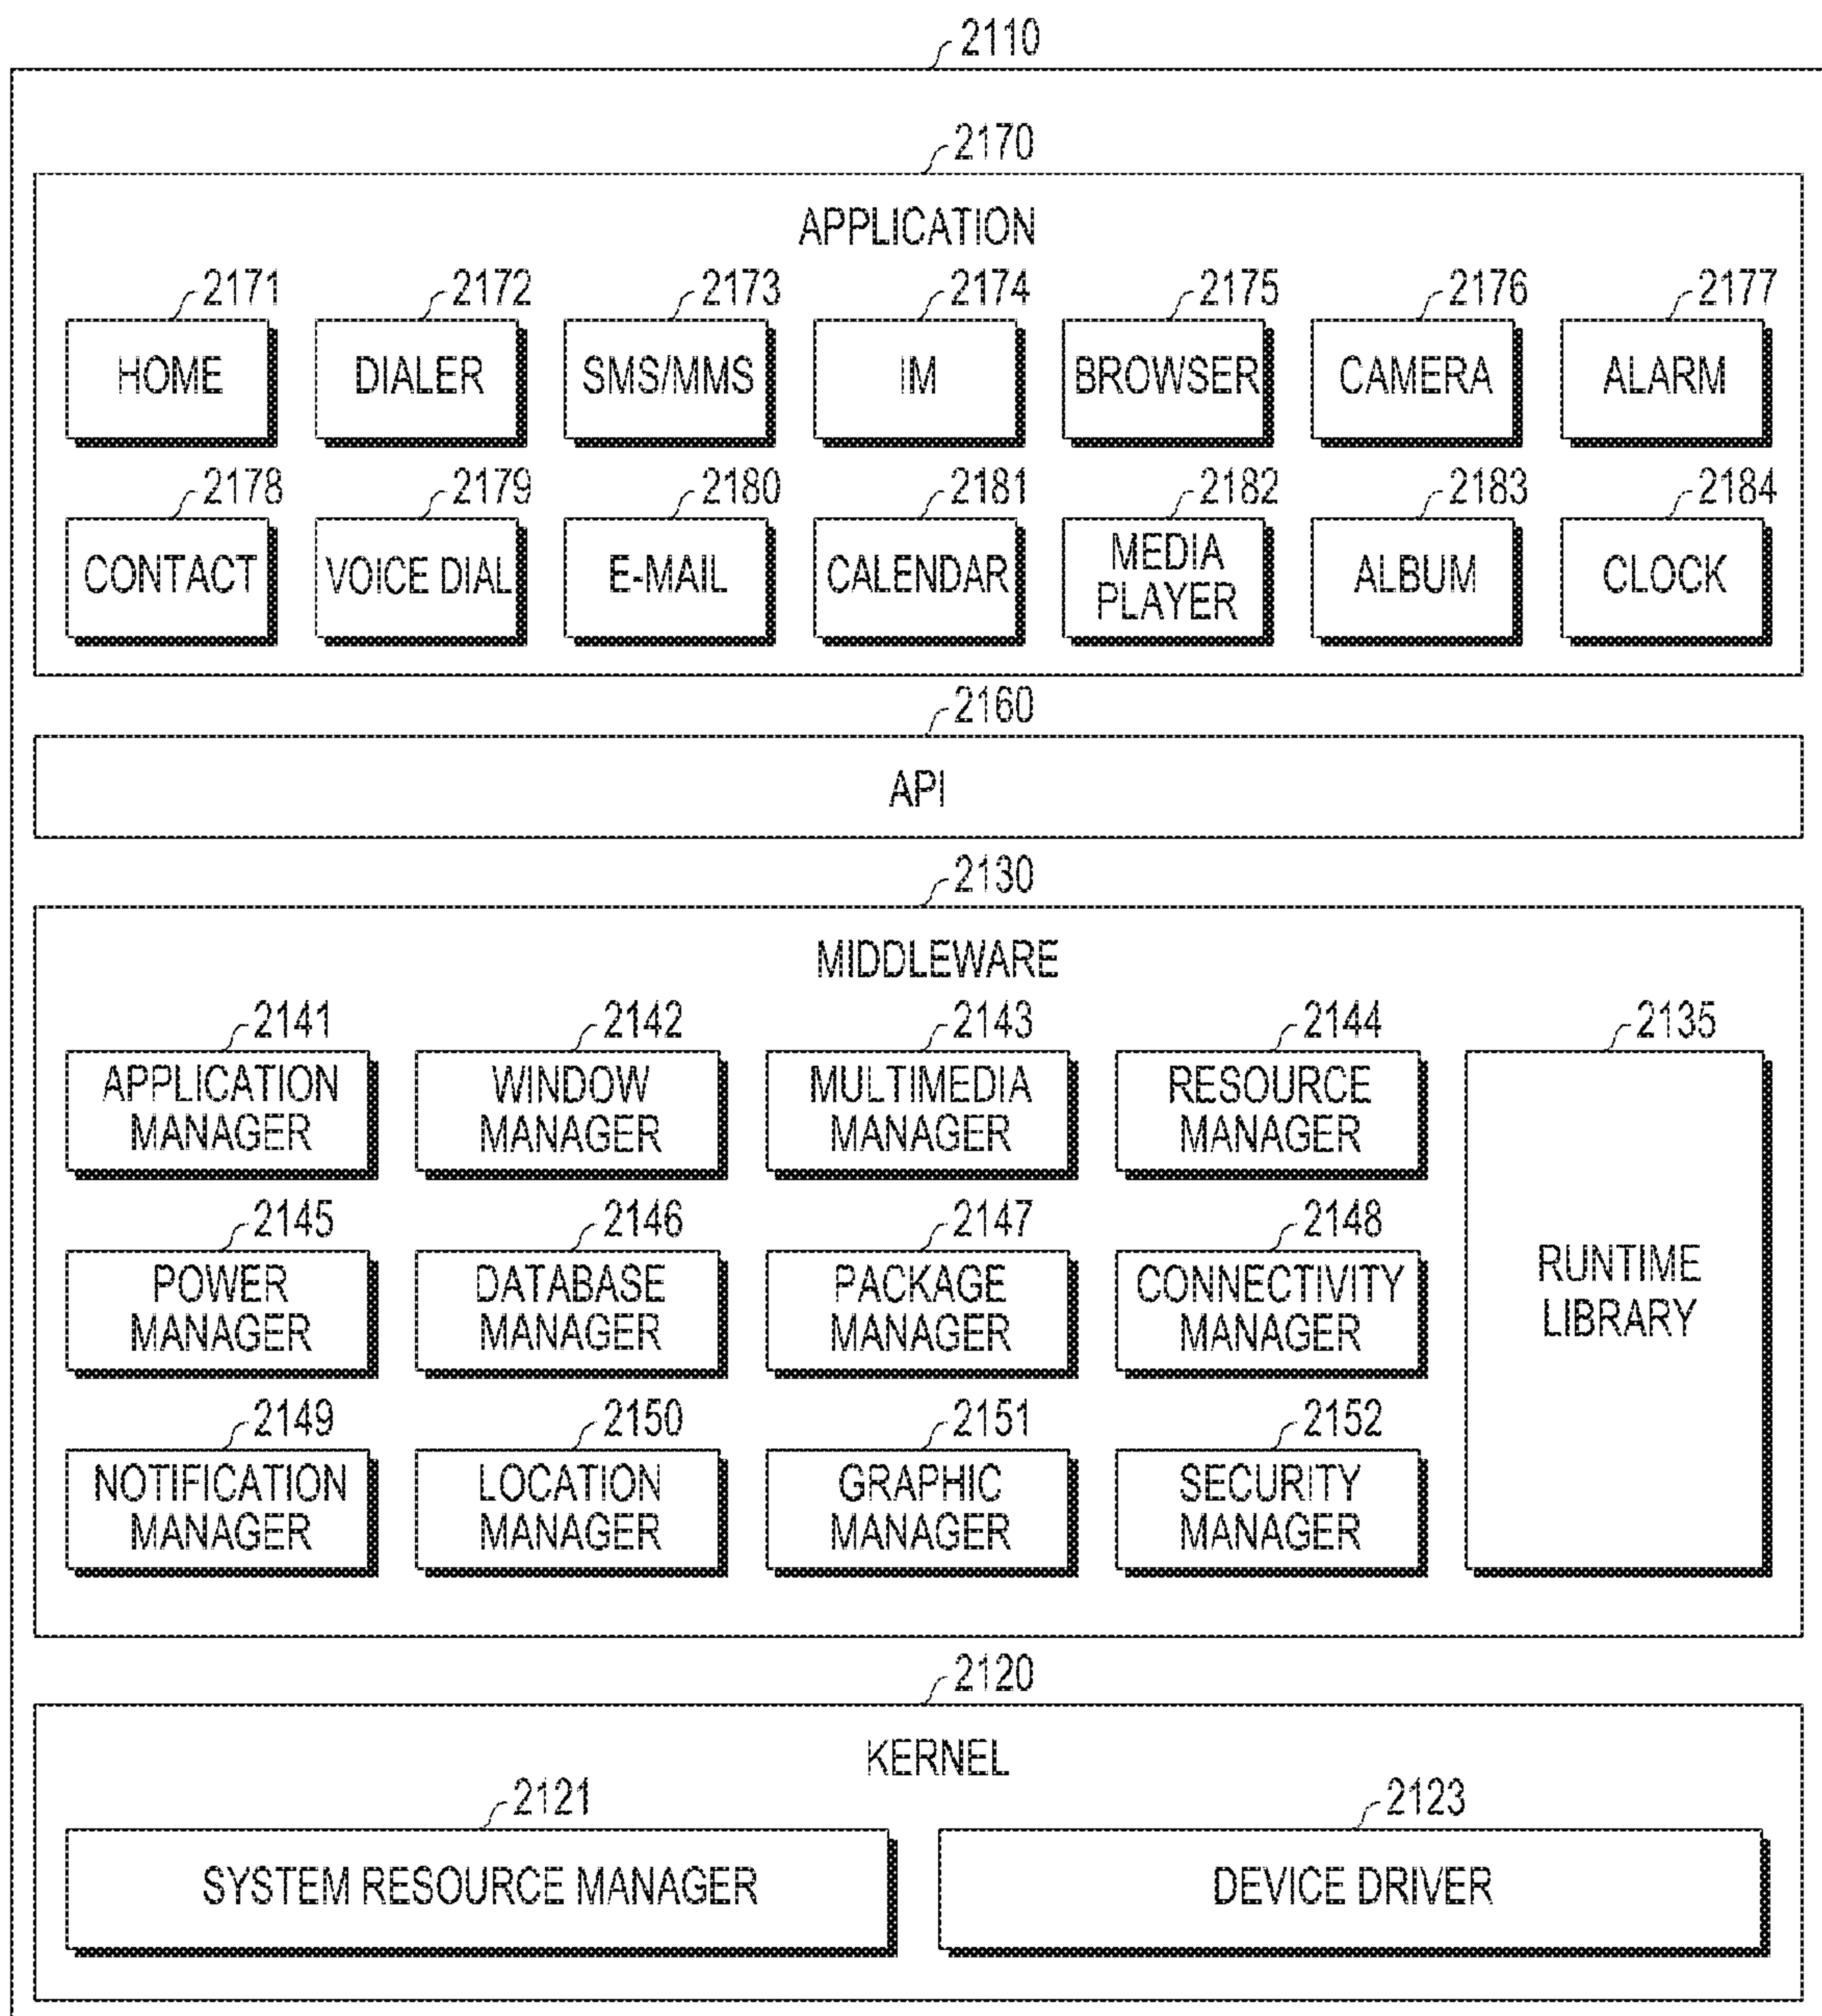 2110
2170
APPLICATION
2171 2172 2173 2174 2175 2176 2177
HOME DIALER SMS/MMS IM BROWSER CAMERA ALARM
2178 2179 2180 2181 2182 2183 2184
CONTACT VOICE DIAL E-MAIL CALENDAR MEDIA PLAYER ALBUM CLOCK
2160
API
2130
MIDDLEWARE
2141 2142 2143 2144 2135
APPLICATION WINDOW MULTIMEDIA RESOURCE
MANAGER MANAGER MANAGER MANAGER
2145 2146 2147 2148
POWER DATABASE PACKAGE CONNECTIVITY RUNTIME
MANAGER MANAGER MANAGER MANAGER LIBRARY
2149 2150 2151 2152
NOTIFICATION LOCATION GRAPHIC SECURITY
MANAGER MANAGER MANAGER MANAGER
2120
KERNEL
2121 2123
SYSTEM RESOURCE MANAGER DEVICE DRIVER